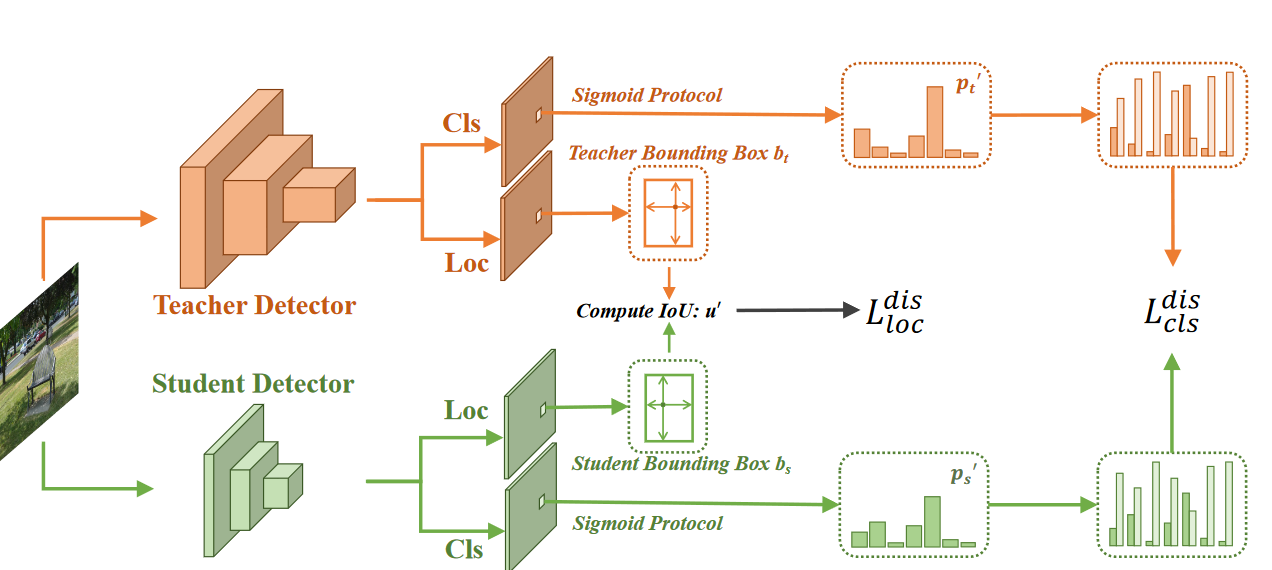 Sigmoid Protocol
p_t'
Cls
Teacher Bounding Box b_t
Loc
Teacher Detector
Compute IoU: u'
L_{loc}^{dis}
L_{cls}^{dis}
Student Detector
Loc
Student Bounding Box b_s
p_s'
Sigmoid Protocol
Cls